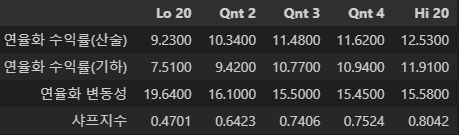 Lo 20 Qnt 2 Qnt 3 Qnt 4 Hi 20
연율화 수익률(산술) 9.2300 10.3400 11.4800 11.6200 12.5300
연율화 수익률(기하) 7.5100 9.4200 10.7700 10.9400 11.9100
연율화 변동성 19.6400 16.1000 15.5000 15.4500 15.5800
샤프지수 0.4701 0.6423 0.7406 0.7524 0.8042